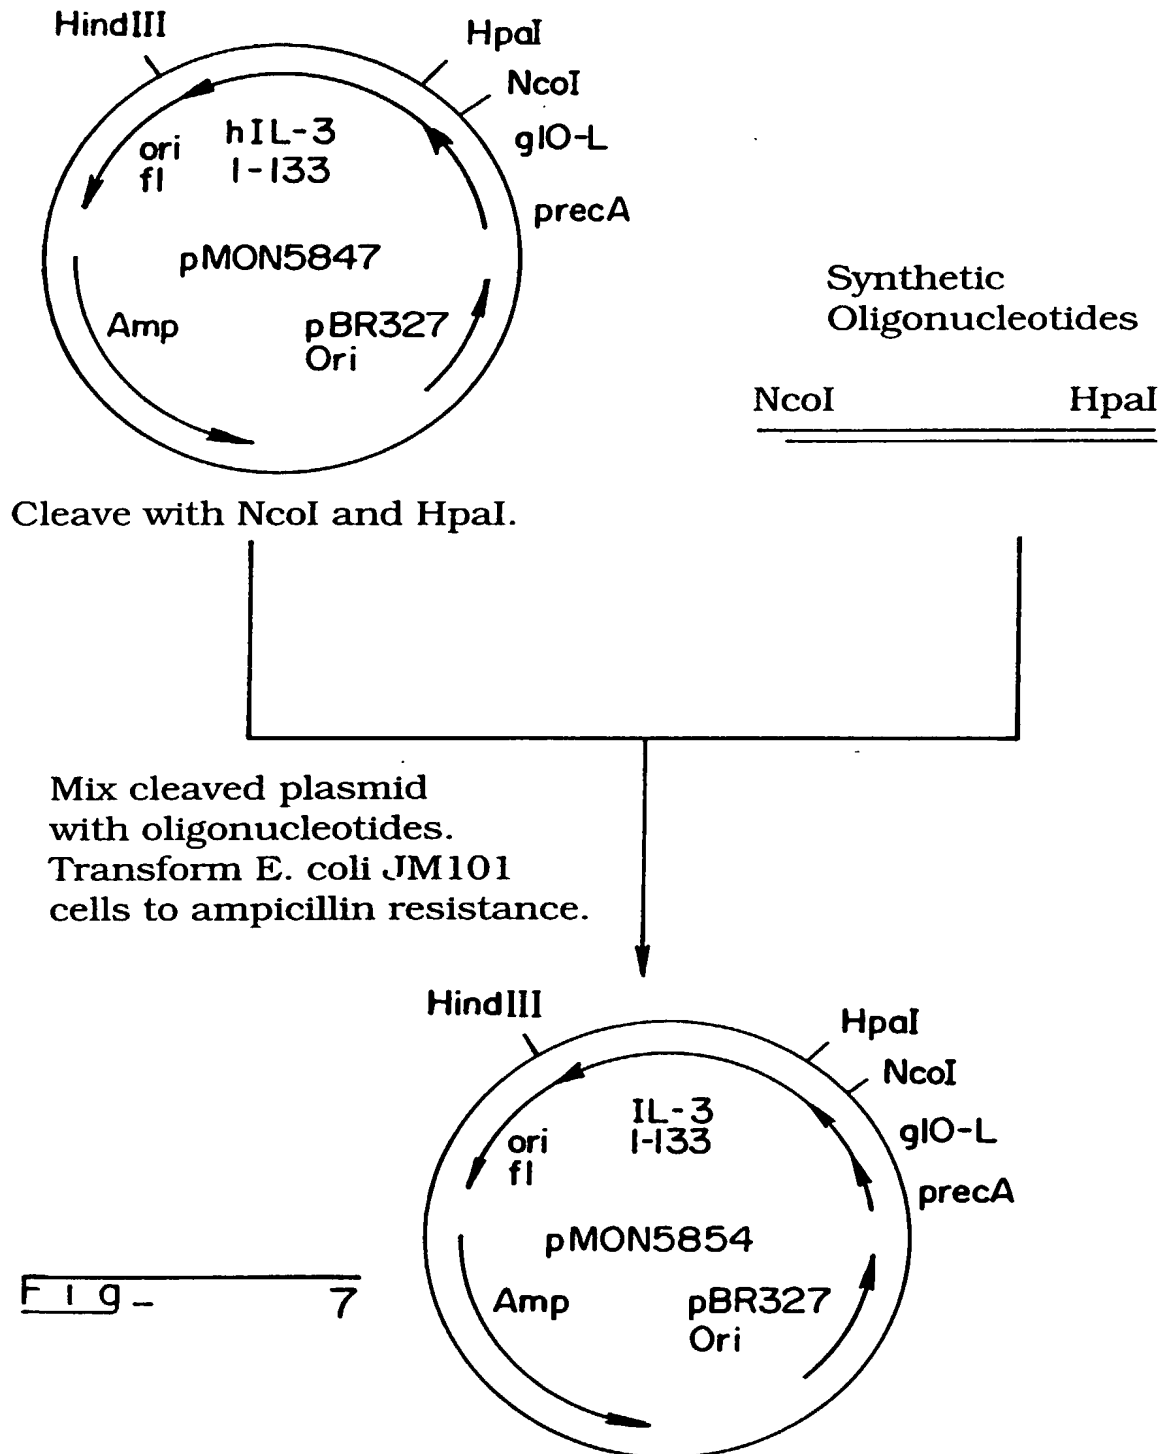 HindIII
HpaI
NcoI
g10-L
precA
ori
f1
hIL-3
1-133
pMON5847
Amp
pBR327
Ori
Synthetic
Oligonucleotides
NcoI HpaI
Cleave with NcoI and HpaI.
Mix cleaved plasmid
with oligonucleotides.
Transform E. coli JM101
cells to ampicillin resistance.
HindIII
HpaI
NcoI
g10-L
precA
ori
f1
IL-3
1-133
pMON5854
Amp
pBR327
Ori
Fig_ 7